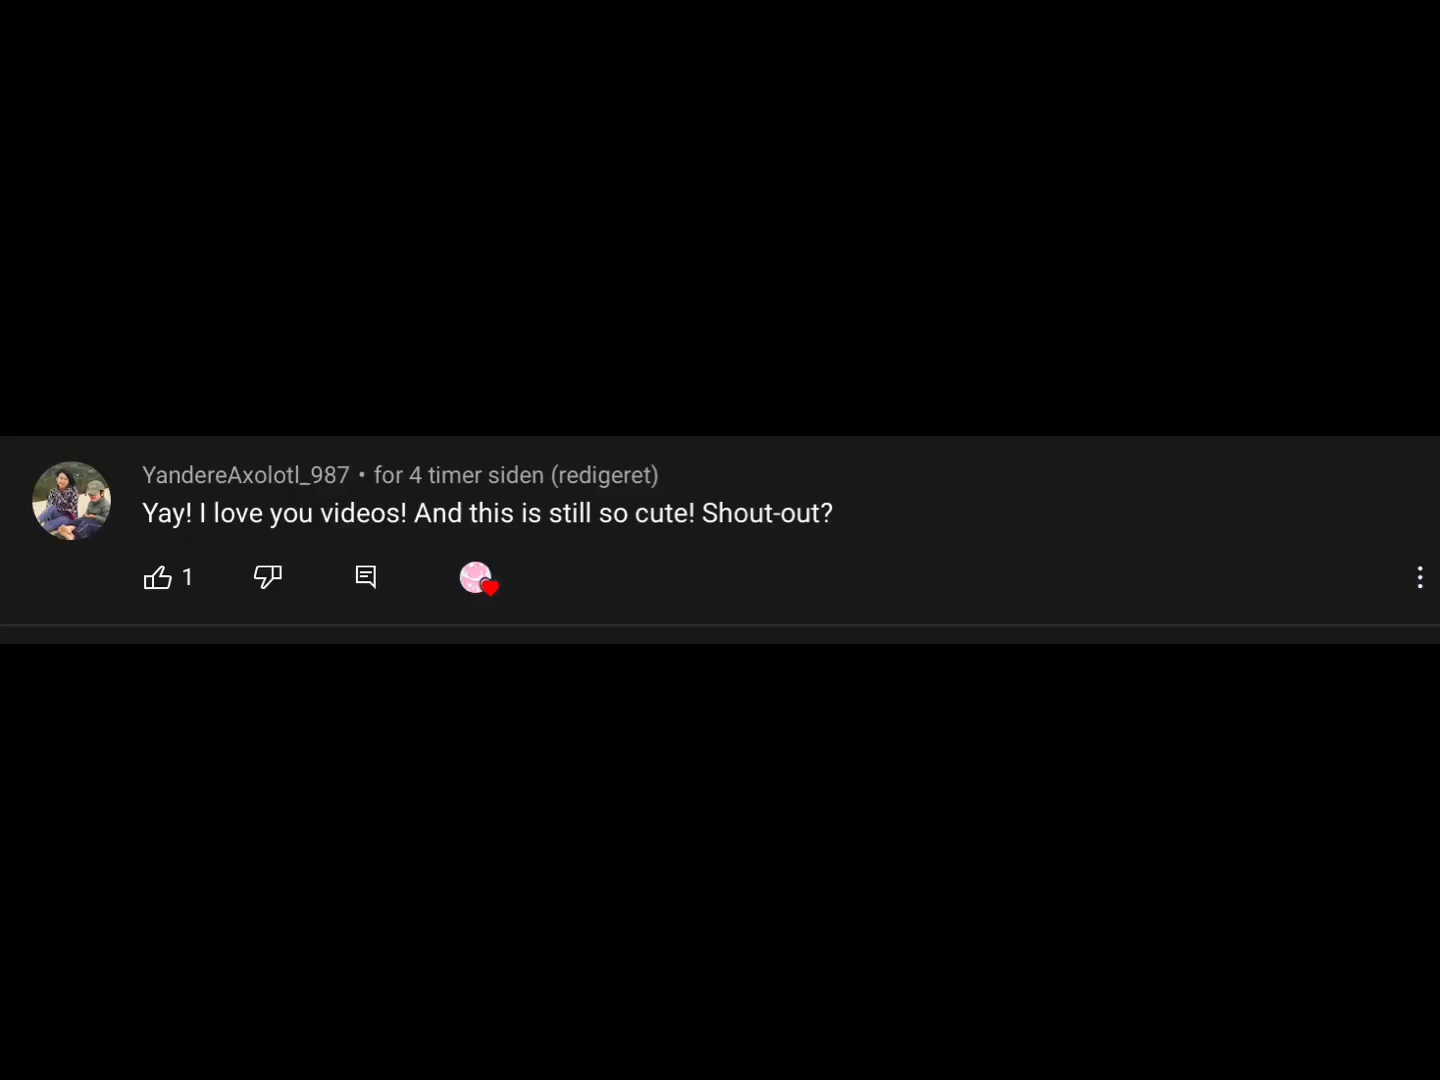 YandereAxolotl_987 • for 4 timer siden (redigeret)
Yay! I love you videos! And this is still so cute! Shout-out?
1